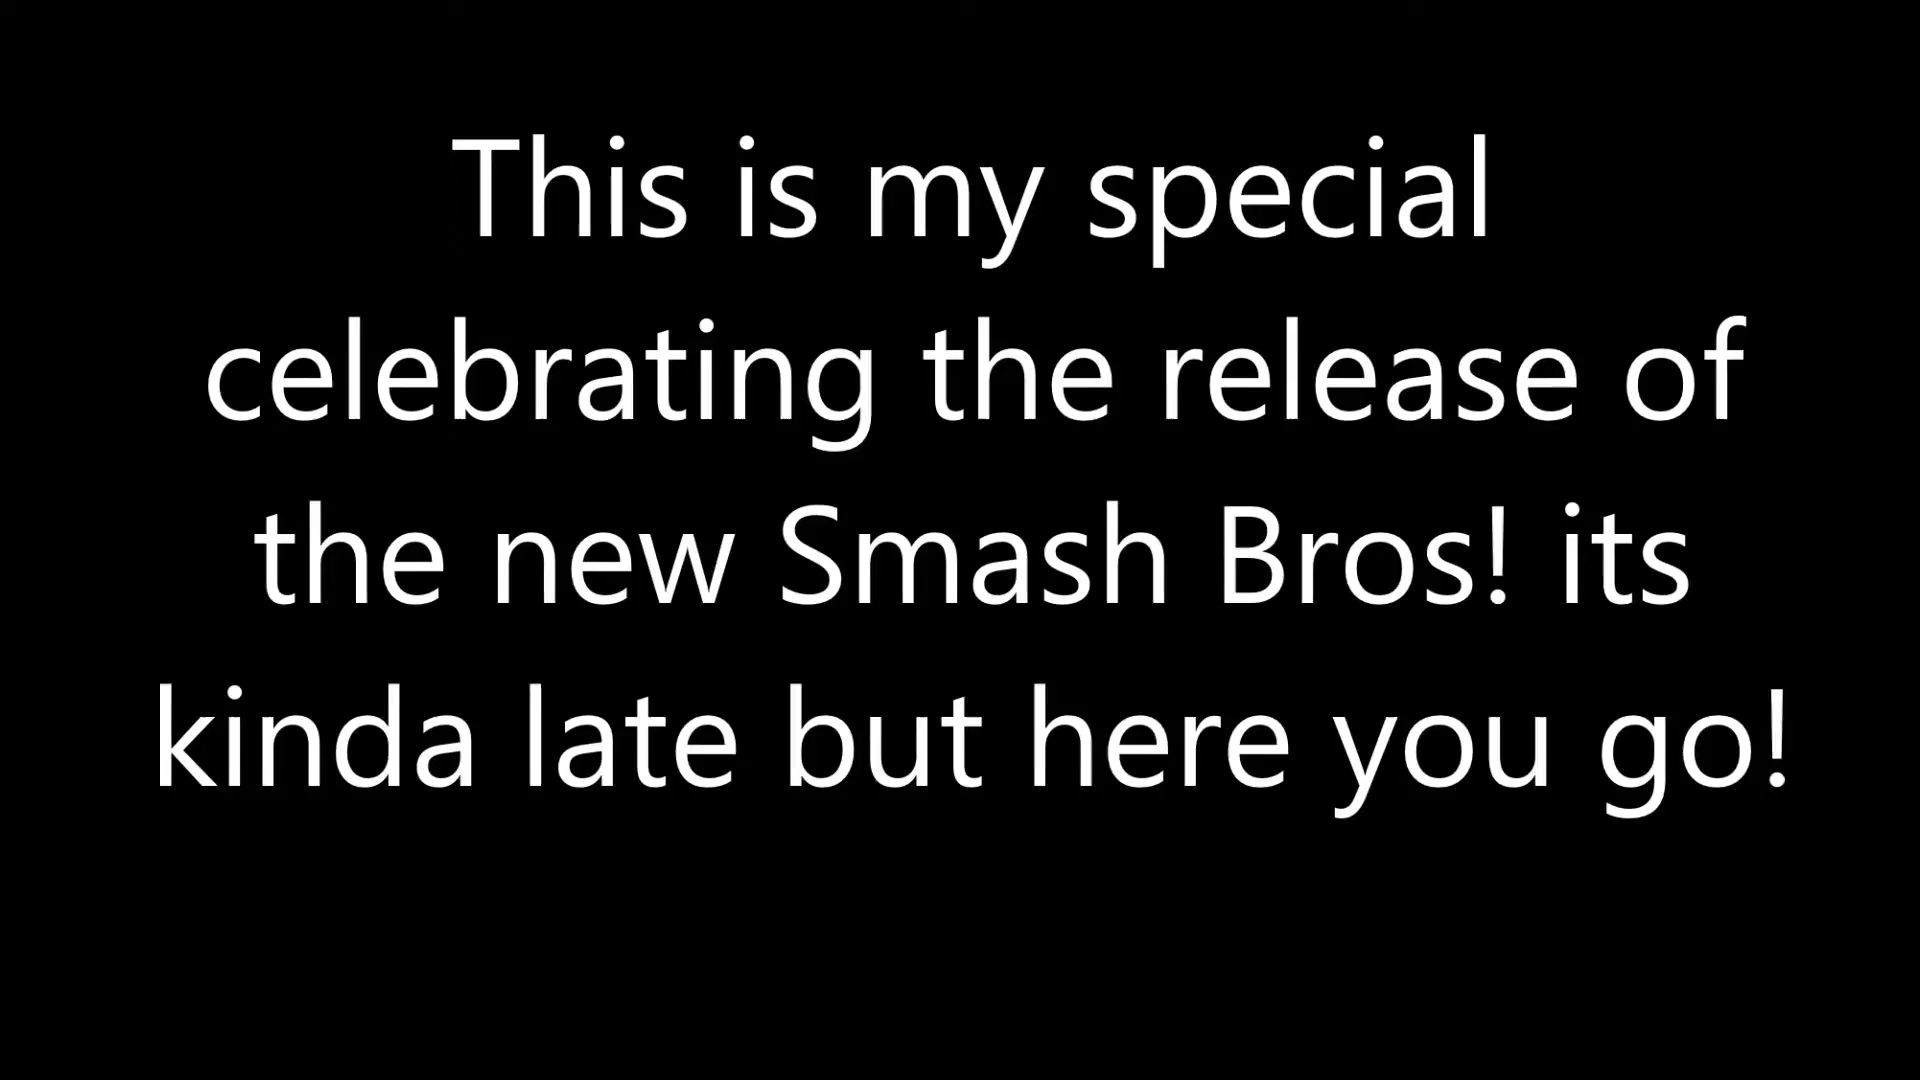 This is my special
celebrating the release of
the new Smash Bros! its
kinda late but here you go!